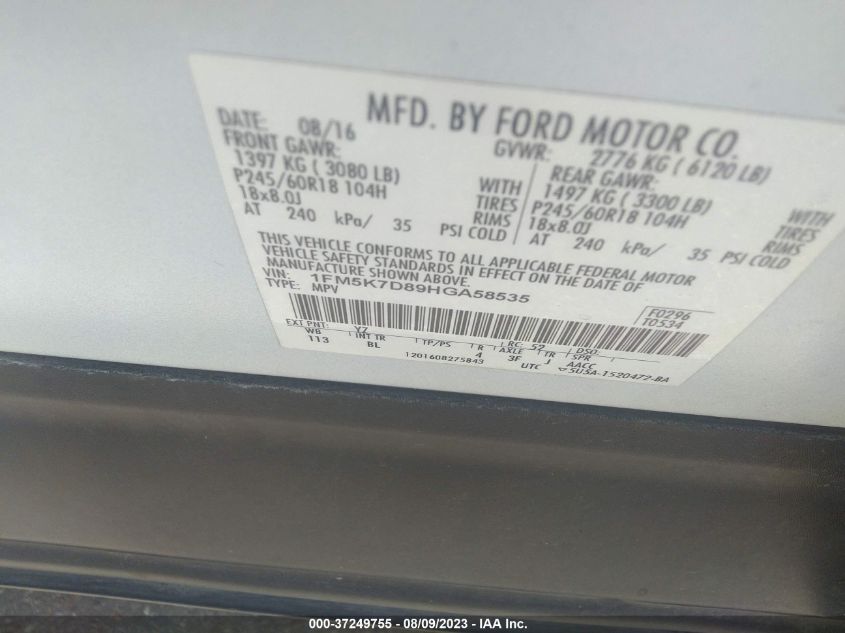 MFD. BY FORD MOTOR CO.
DATE: 08/16
GVWR: 2776 KG ( 6120 LB)
FRONT GAWR:
1397 KG ( 3080 LB)
P245/60R18 104H
18x8.0J
AT 240 kPa/ 35 PSI COLD
WITH
TIRES
RIMS
REAR GAWR:
1497 KG ( 3300 LB)
P245/60R18 104H
18x8.0J
AT 240 kPa/ 35 PSI COLD
WITH
TIRES
RIMS
THIS VEHICLE CONFORMS TO ALL APPLICABLE FEDERAL MOTOR
VEHICLE SAFETY STANDARDS IN EFFECT ON THE DATE OF
MANUFACTURE SHOWN ABOVE.
VIN: 1FM5K7D89HGA58535
TYPE: MPV
F0296
T0534
EXT PNT: YZ RC: 52 DSO:
WB INT TR TP/PS R AXLE TR SPR
113 BL 4 3F J AACC
1201608275843 UTC ▽ 5U5A-1520472-BA
000-37249755 - 08/09/2023 - IAA Inc.